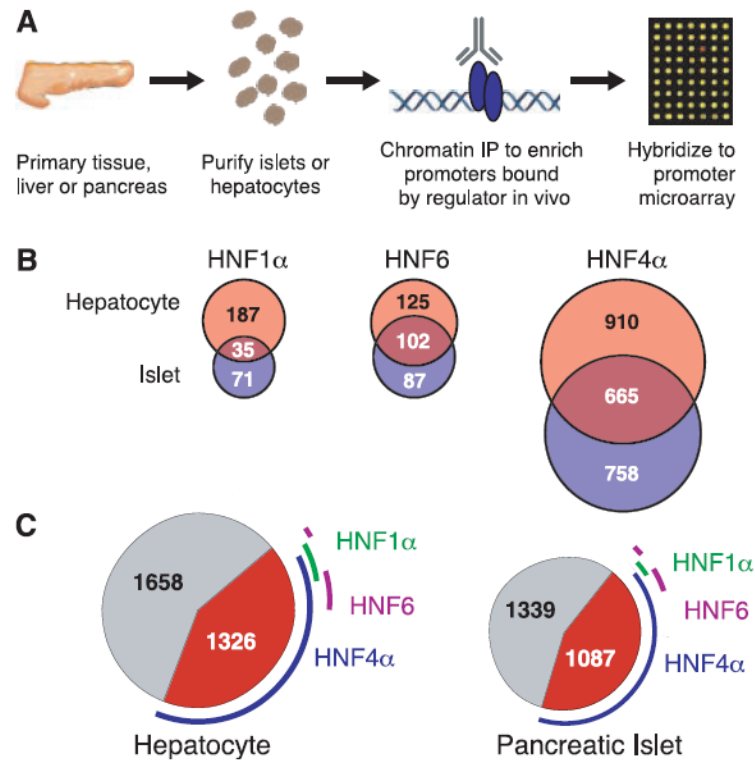 A
Primary tissue,
liver or pancreas
Purify islets or
hepatocytes
Chromatin IP to enrich
promoters bound
by regulator in vivo
Hybridize to
promoter
microarray
B
HNF1α
HNF6
HNF4α
Hepatocyte
Islet
187
35
71
125
102
87
910
665
758
C
1658
1326
HNF1α
HNF6
HNF4α
Hepatocyte
1339
1087
HNF1α
HNF6
HNF4α
Pancreatic Islet